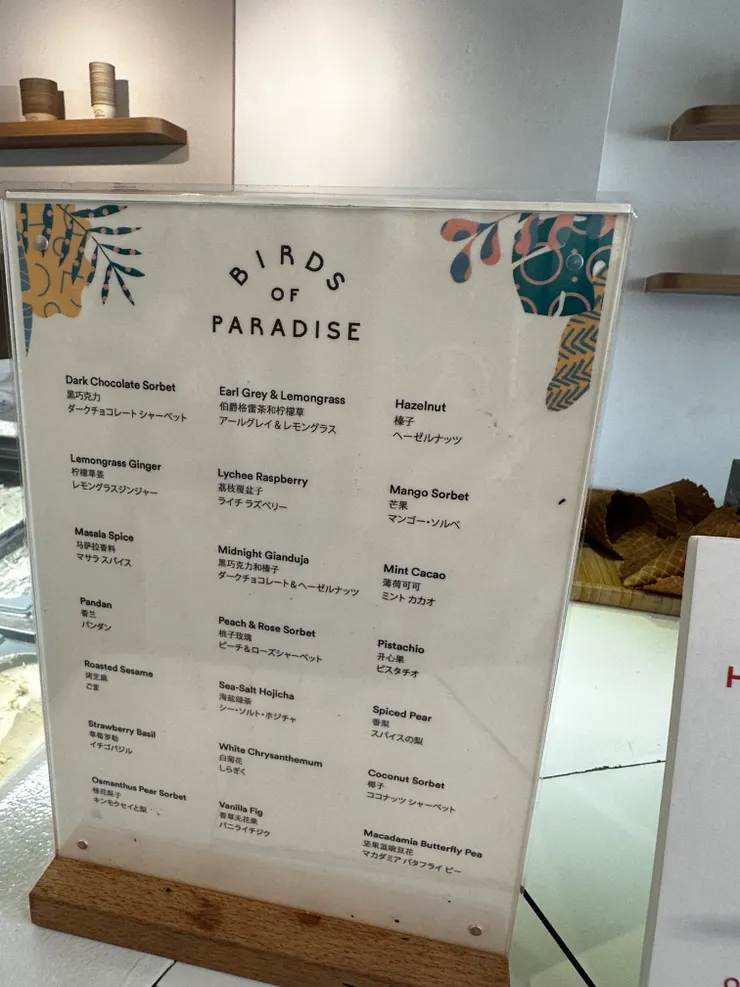 BIRDS
OF
PARADISE
Dark Chocolate Sorbet
黑巧克力
ダークチョコレート シャーベット
Lemongrass Ginger
柠檬草姜
レモングラスジンジャー
Masala Spice
马萨拉香料
マサラ スパイス
Pandan
香兰
パンダン
Roasted Sesame
烤芝麻
ごま
Strawberry Basil
草莓罗勒
イチゴバジル
Osmanthus Pear Sorbet
桂花梨子
キンモクセイと梨
Earl Grey & Lemongrass
伯爵格雷茶和柠檬草
アールグレイ＆レモングラス
Lychee Raspberry
荔枝覆盆子
ライチ ラズベリー
Midnight Gianduja
黑巧克力和榛子
ダークチョコレート＆ヘーゼルナッツ
Peach & Rose Sorbet
桃子玫瑰
ピーチ＆ローズシャーベット
Sea-Salt Hojicha
海盐绿茶
シー・ソルト・ホジチャ
White Chrysanthemum
白菊花
しらぎく
Vanilla Fig
香草无花果
バニライチジク
Hazelnut
榛子
ヘーゼルナッツ
Mango Sorbet
芒果
マンゴー・ソルベ
Mint Cacao
薄荷可可
ミント カカオ
Pistachio
开心果
ピスタチオ
Spiced Pear
香梨
スパイスの梨
Coconut Sorbet
椰子
ココナッツ シャーベット
Macadamia Butterfly Pea
坚果蓝蝴蝶豆花
マカダミア バタフライ ピー
H